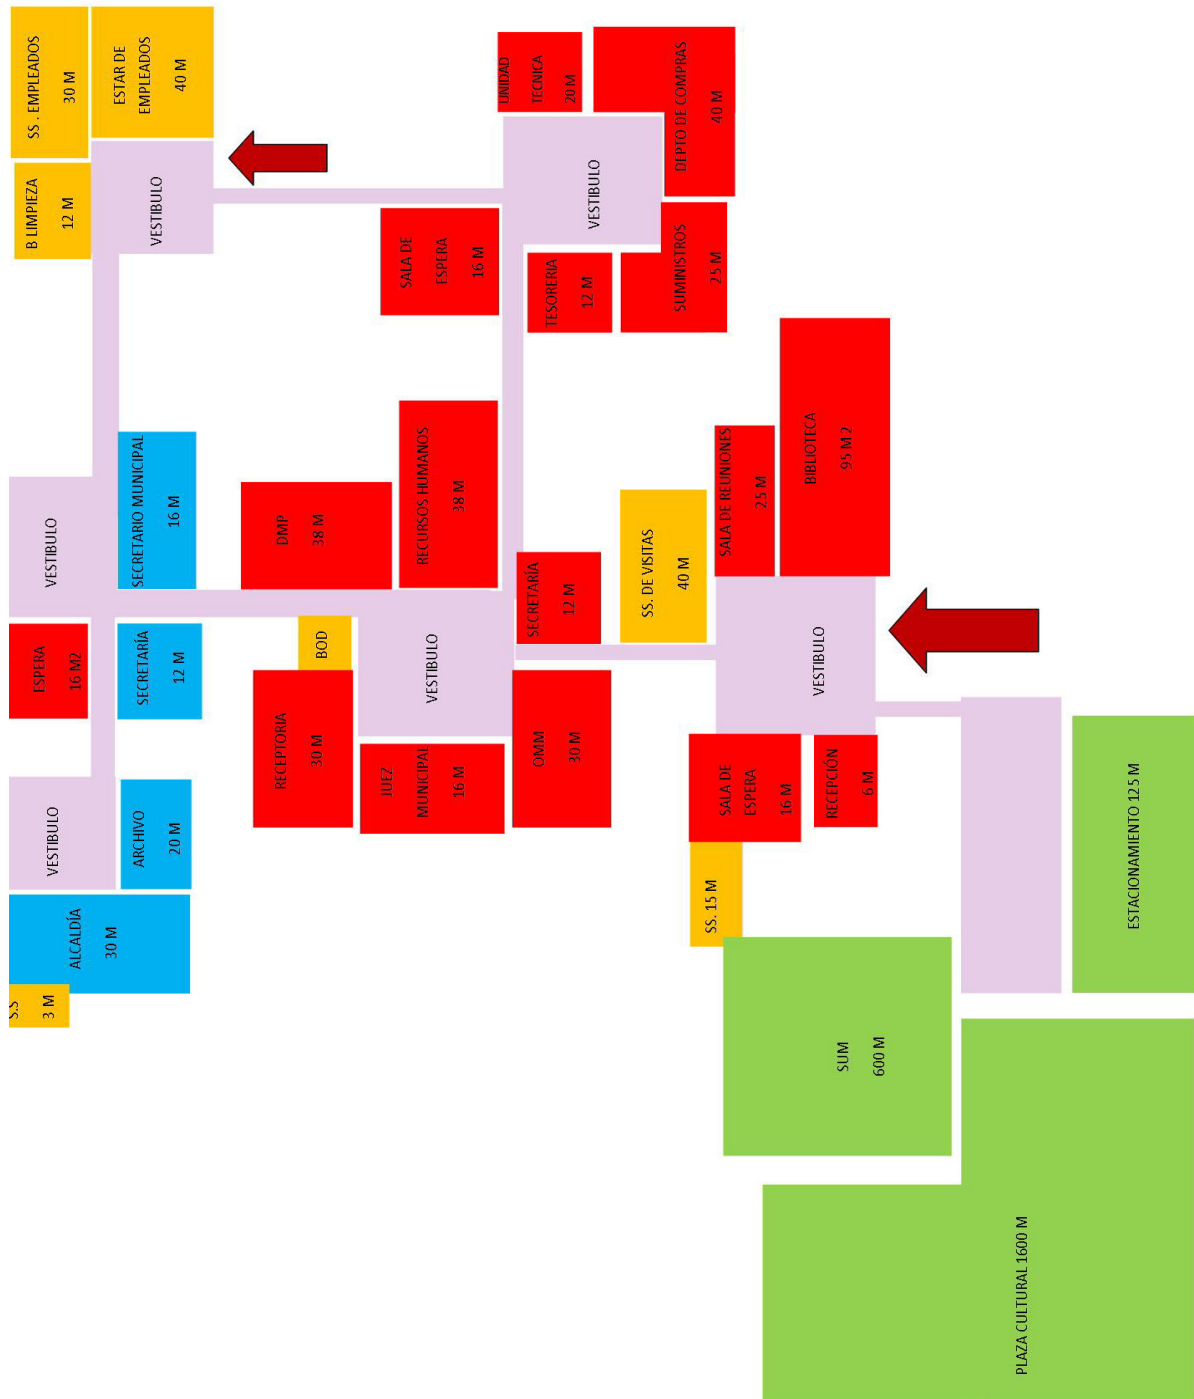 S.S
3 M
ALCALDÍA
30 M
VESTIBULO
ARCHIVO
20 M
ESPERA
16 M2
SECRETARÍA
12 M
VESTIBULO
SECRETARIO MUNICIPAL
16 M
B LIMPIEZA
12 M
SS . EMPLEADOS
30 M
ESTAR DE
EMPLEADOS
40 M
VESTIBULO
RECEPTORIA
30 M
BOD
DMP
38 M
JUEZ
MUNICIPAL
16 M
VESTIBULO
RECURSOS HUMANOS
38 M
SALA DE
ESPERA
16 M
OMM
30 M
SECRETARÍA
12 M
TESORERIA
12 M
VESTIBULO
UNIDAD
TECNICA
20 M
SUMINISTROS
25 M
DEPTO DE COMPRAS
40 M
SS. DE VISITAS
40 M
SS. 15 M
SALA DE
ESPERA
16 M
RECEPCIÓN
6 M
VESTIBULO
SALA DE REUNIONES
25 M
BIBLIOTECA
95 M 2
SUM
600 M
PLAZA CULTURAL 1600 M
ESTACIONAMIENTO 125 M